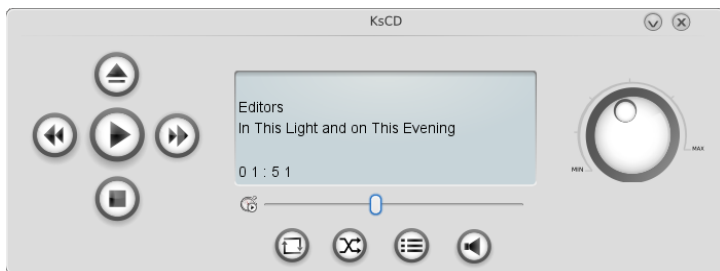 KsCD
Editors
In This Light and on This Evening
01:51
MIN
MAX